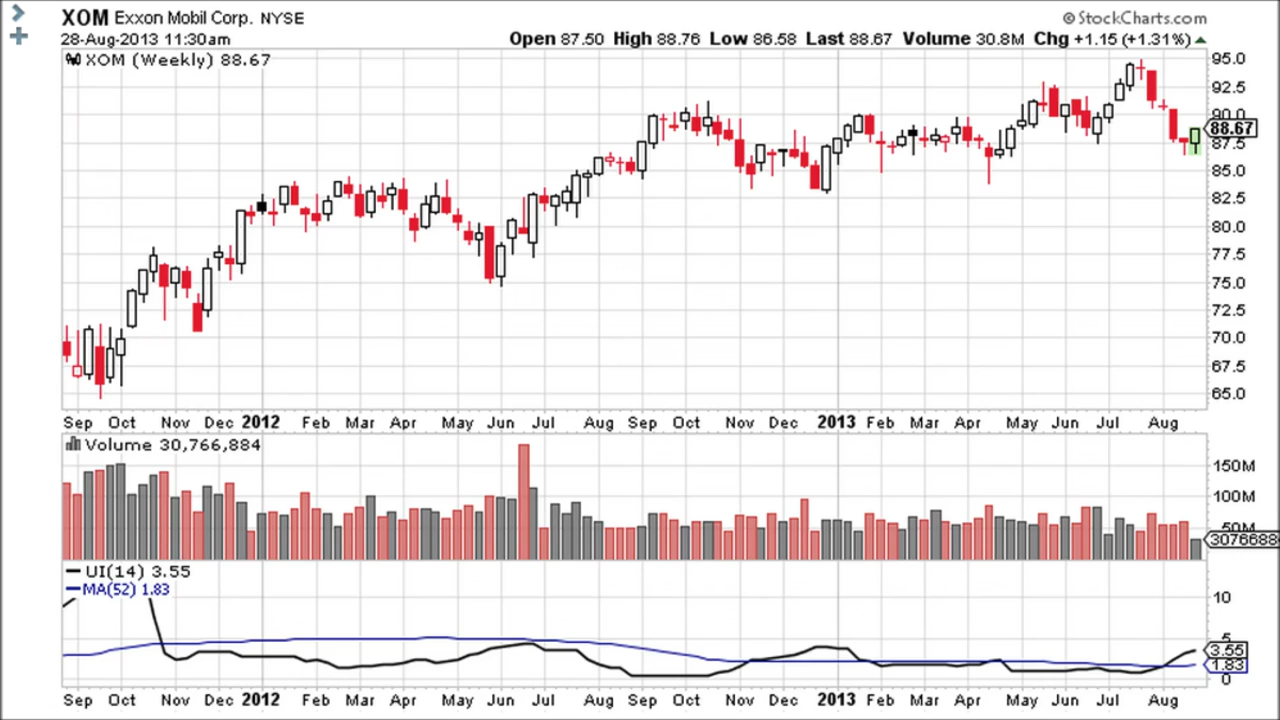 XOM Exxon Mobil Corp. NYSE
© StockCharts.com
28-Aug-2013 11:30am
Open 87.50 High 88.76 Low 86.58 Last 88.67 Volume 30.8M Chg +1.15 (+1.31%)
XOM (Weekly) 88.67
95.0
92.5
90.0
88.67
87.5
85.0
82.5
80.0
77.5
75.0
72.5
70.0
67.5
65.0
Sep Oct Nov Dec 2012 Feb Mar Apr May Jun Jul Aug Sep Oct Nov Dec 2013 Feb Mar Apr May Jun Jul Aug
Volume 30,766,884
150M
100M
50M
3076688
UI(14) 3.55
MA(52) 1.83
10
5
3.55
1.83
0
Sep Oct Nov Dec 2012 Feb Mar Apr May Jun Jul Aug Sep Oct Nov Dec 2013 Feb Mar Apr May Jun Jul Aug